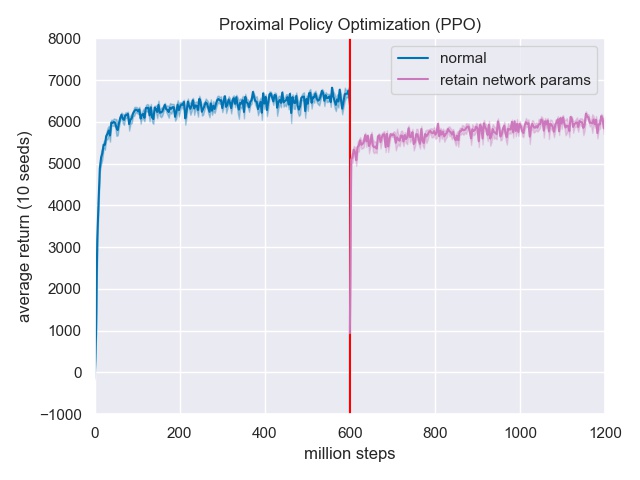 Proximal Policy Optimization (PPO)
8000
7000
6000
5000
4000
3000
2000
1000
0
−1000
average return (10 seeds)
normal
retain network params
0 200 400 600 800 1000 1200
million steps